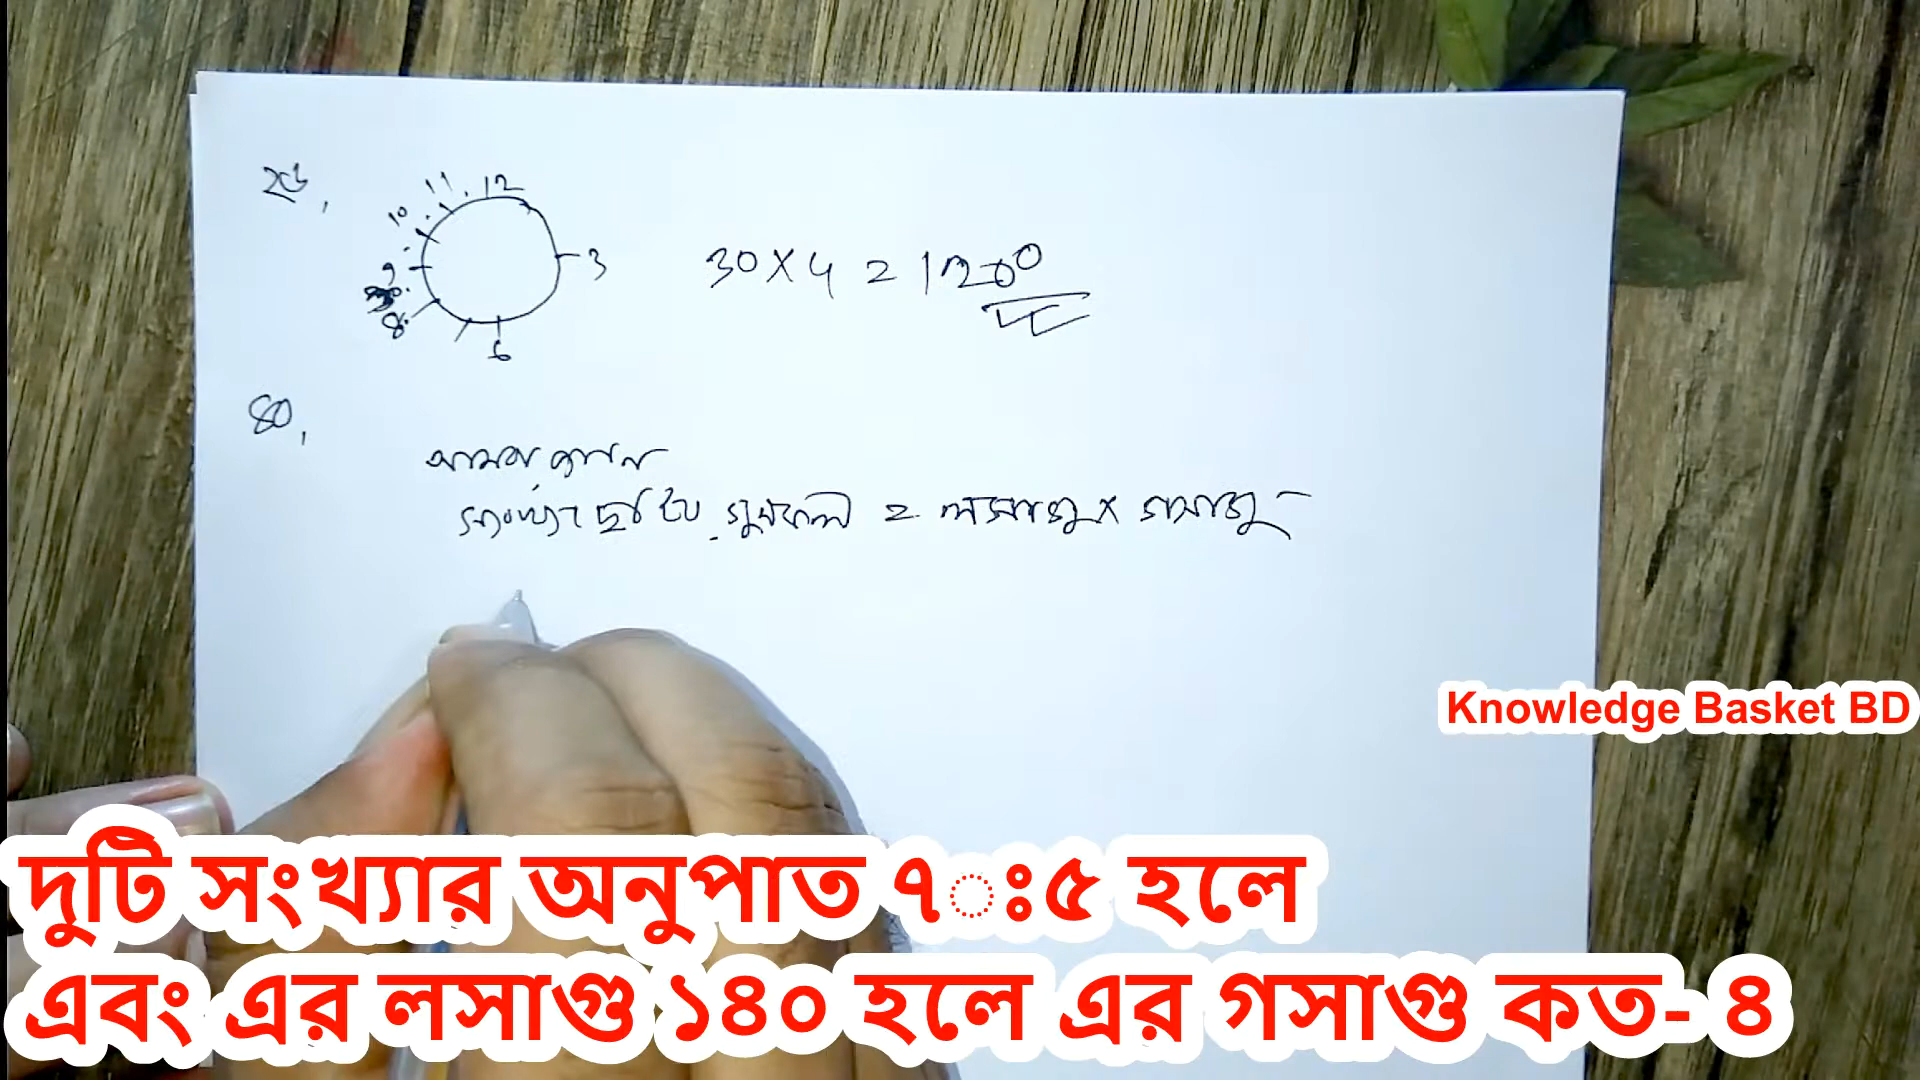 ২৫,
11 12
10
9
3
8
6
30 X 4 = 120°
৪০,
আমরা জানি
সংখ্যা দুটির গুণফল = লসাগু x গসাগু
Knowledge Basket BD
দুটি সংখ্যার অনুপাত ৭ঃ৫ হলে
এবং এর লসাগু ১৪০ হলে এর গসাগু কত- ৪